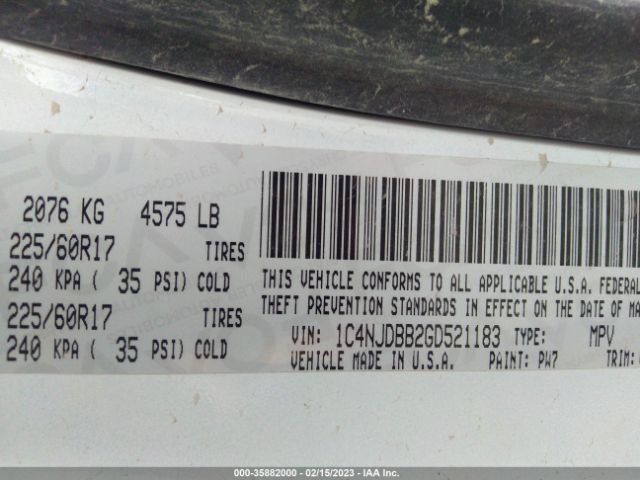 2076 KG 4575 LB
225/60R17 TIRES
240 KPA ( 35 PSI) COLD
225/60R17 TIRES
240 KPA ( 35 PSI) COLD
THIS VEHICLE CONFORMS TO ALL APPLICABLE U.S.A. FEDERAL
THEFT PREVENTION STANDARDS IN EFFECT ON THE DATE OF MA
VIN: 1C4NJDBB2GD521183 TYPE: MPV
VEHICLE MADE IN U.S.A. PAINT: PW7 TRIM:
000-35882000 - 02/15/2023 - IAA Inc.